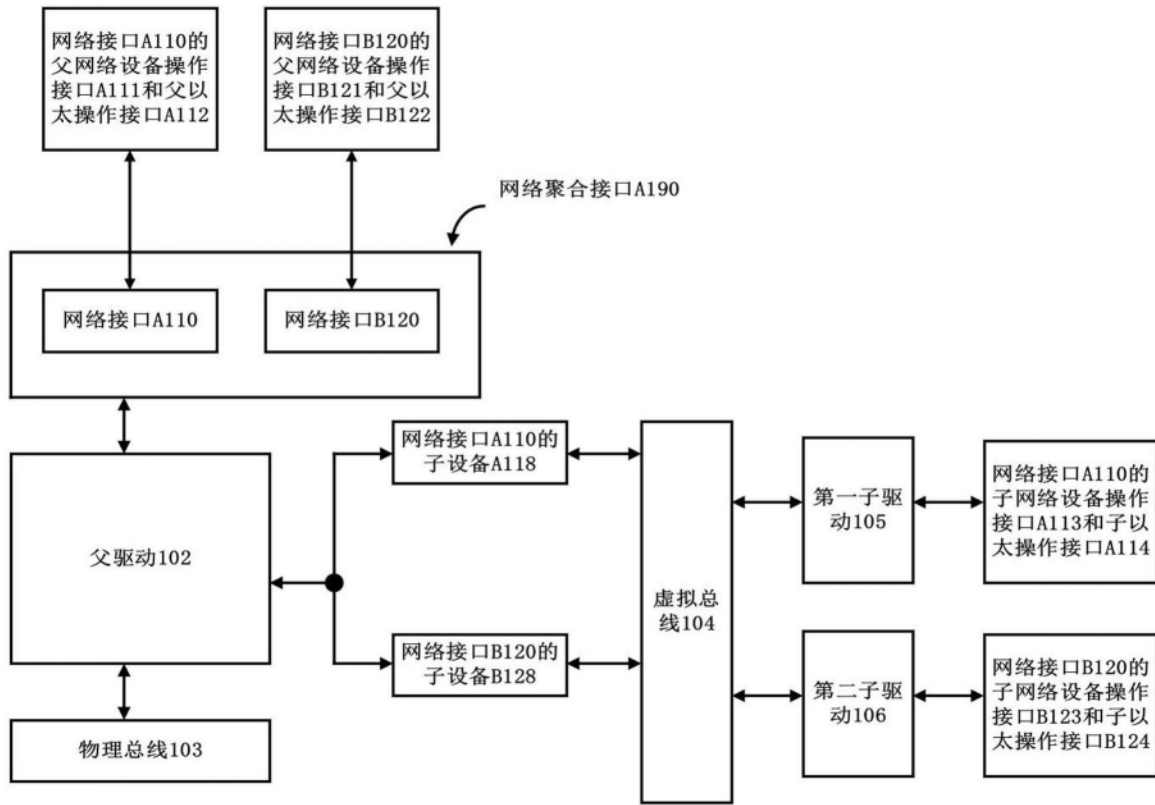 网络接口A110的
父网络设备操作
接口A111和父以
太操作接口A112
网络接口B120的
父网络设备操作
接口B121和父以
太操作接口B122
网络聚合接口A190
网络接口A110
网络接口B120
网络接口A110的
子设备A118
父驱动102
网络接口B120的
子设备B128
物理总线103
虚拟总
线104
第一子驱
动105
网络接口A110的
子网络设备操作
接口A113和子以
太操作接口A114
第二子驱
动106
网络接口B120的
子网络设备操作
接口B123和子以
太操作接口B124